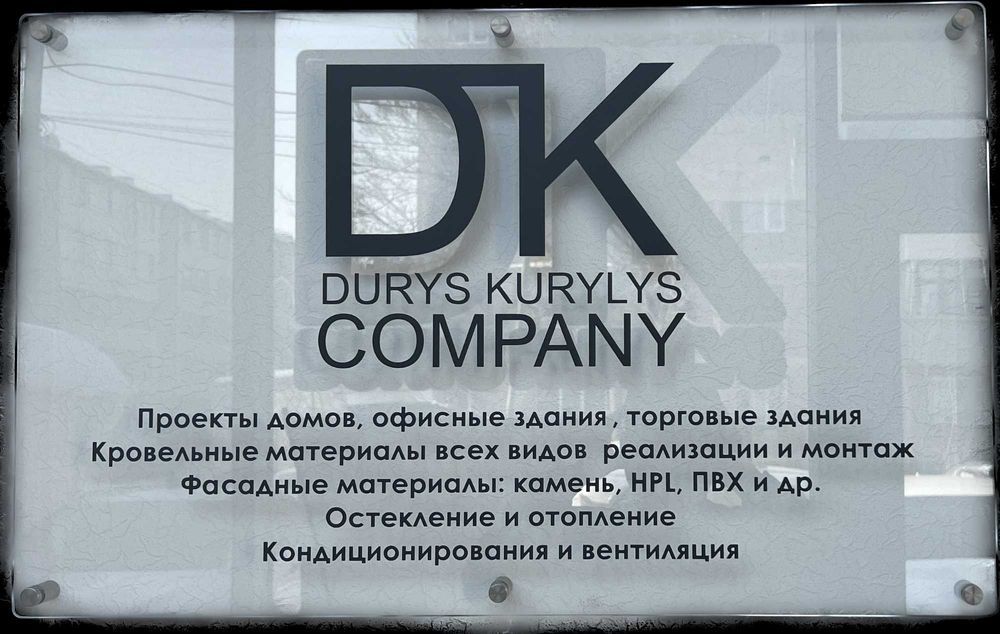 DK
DURYS KURYLYS
COMPANY
Проекты домов, офисные здания, торговые здания
Кровельные материалы всех видов реализации и монтаж
Фасадные материалы: камень, HPL, ПВХ и др.
Остекление и отопление
Кондиционирования и вентиляция